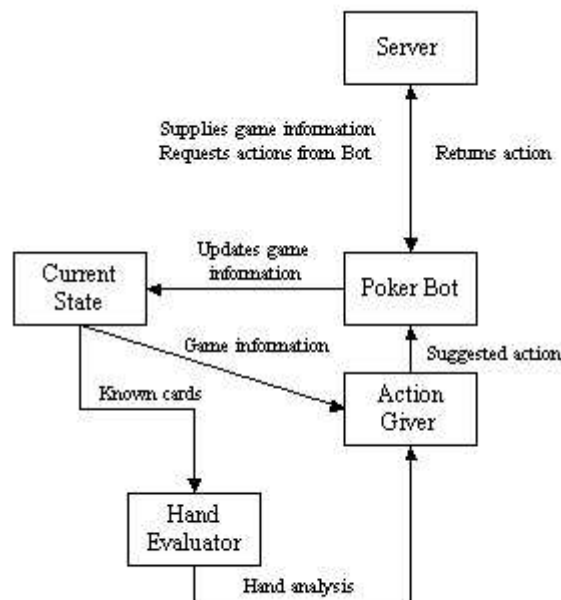 Server
Supplies game information
Requests actions from Bot
Returns action
Updates game
information
Current
State
Poker Bot
Game information
Suggested action
Known cards
Action
Giver
Hand
Evaluator
Hand analysis